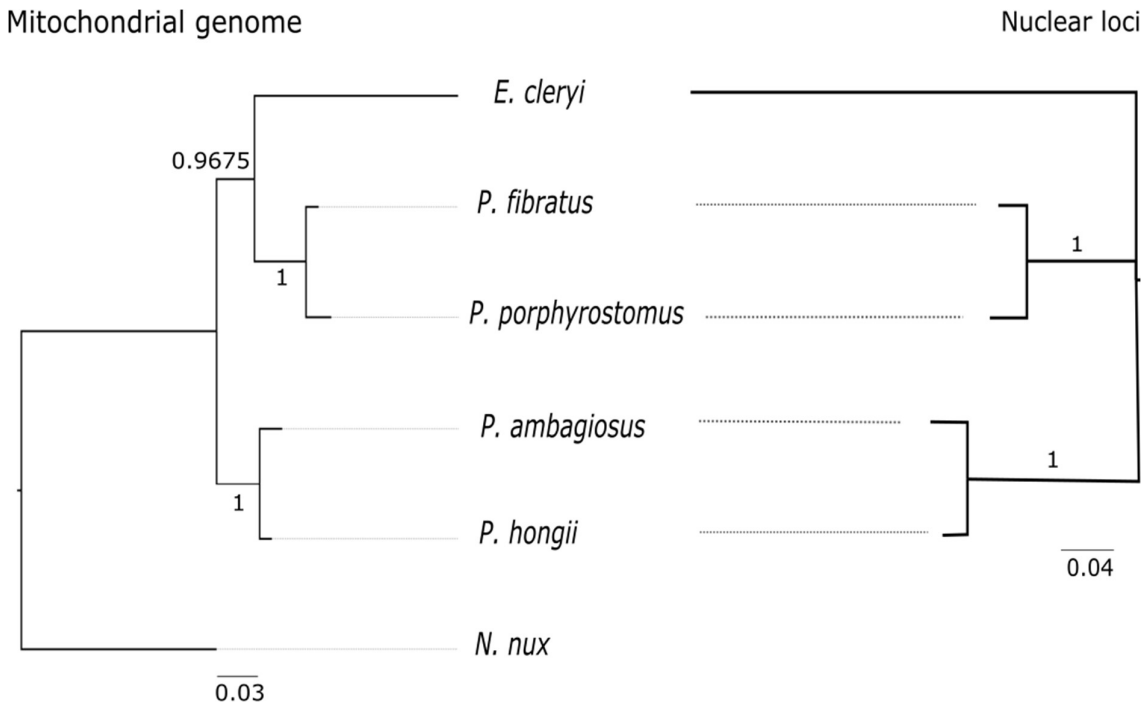 Mitochondrial genome
Nuclear loci
E. cleryi
0.9675
P. fibratus
1
1
P. porphyrostomus
P. ambagiosus
1
1
P. hongii
0.04
N. nux
0.03